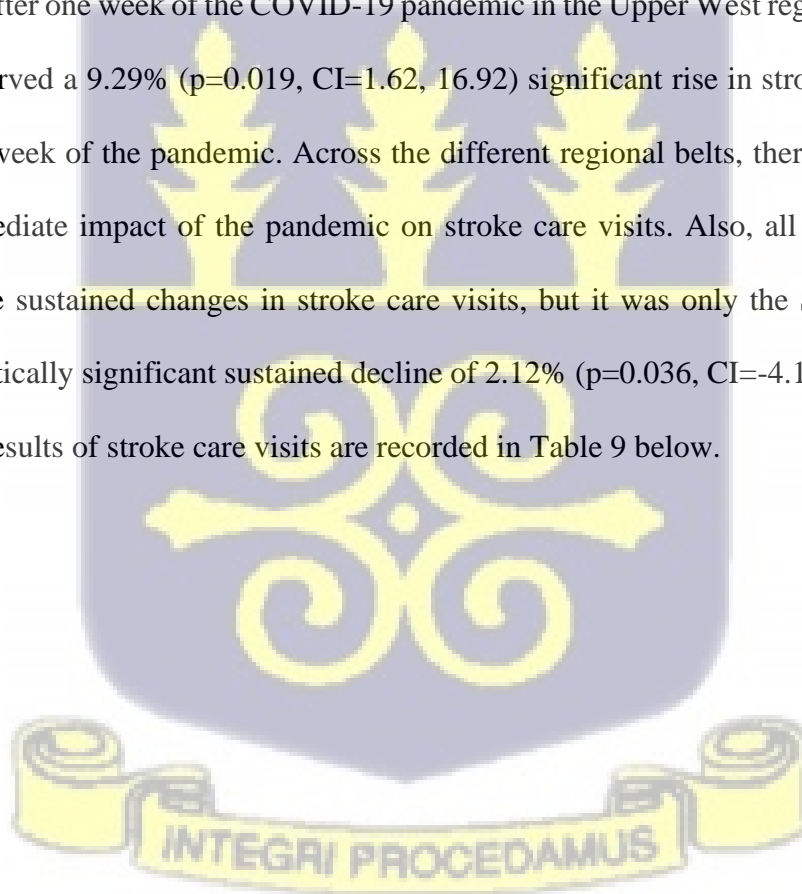 after one week of the COVID-19 pandemic in the Upper West reg
rved a 9.29% (p=0.019, CI=1.62, 16.92) significant rise in stro
week of the pandemic. Across the different regional belts, ther
ediate impact of the pandemic on stroke care visits. Also, all
e sustained changes in stroke care visits, but it was only the
tically significant sustained decline of 2.12% (p=0.036, CI=-4.1
esults of stroke care visits are recorded in Table 9 below.
INTEGRI PROCEDAMUS